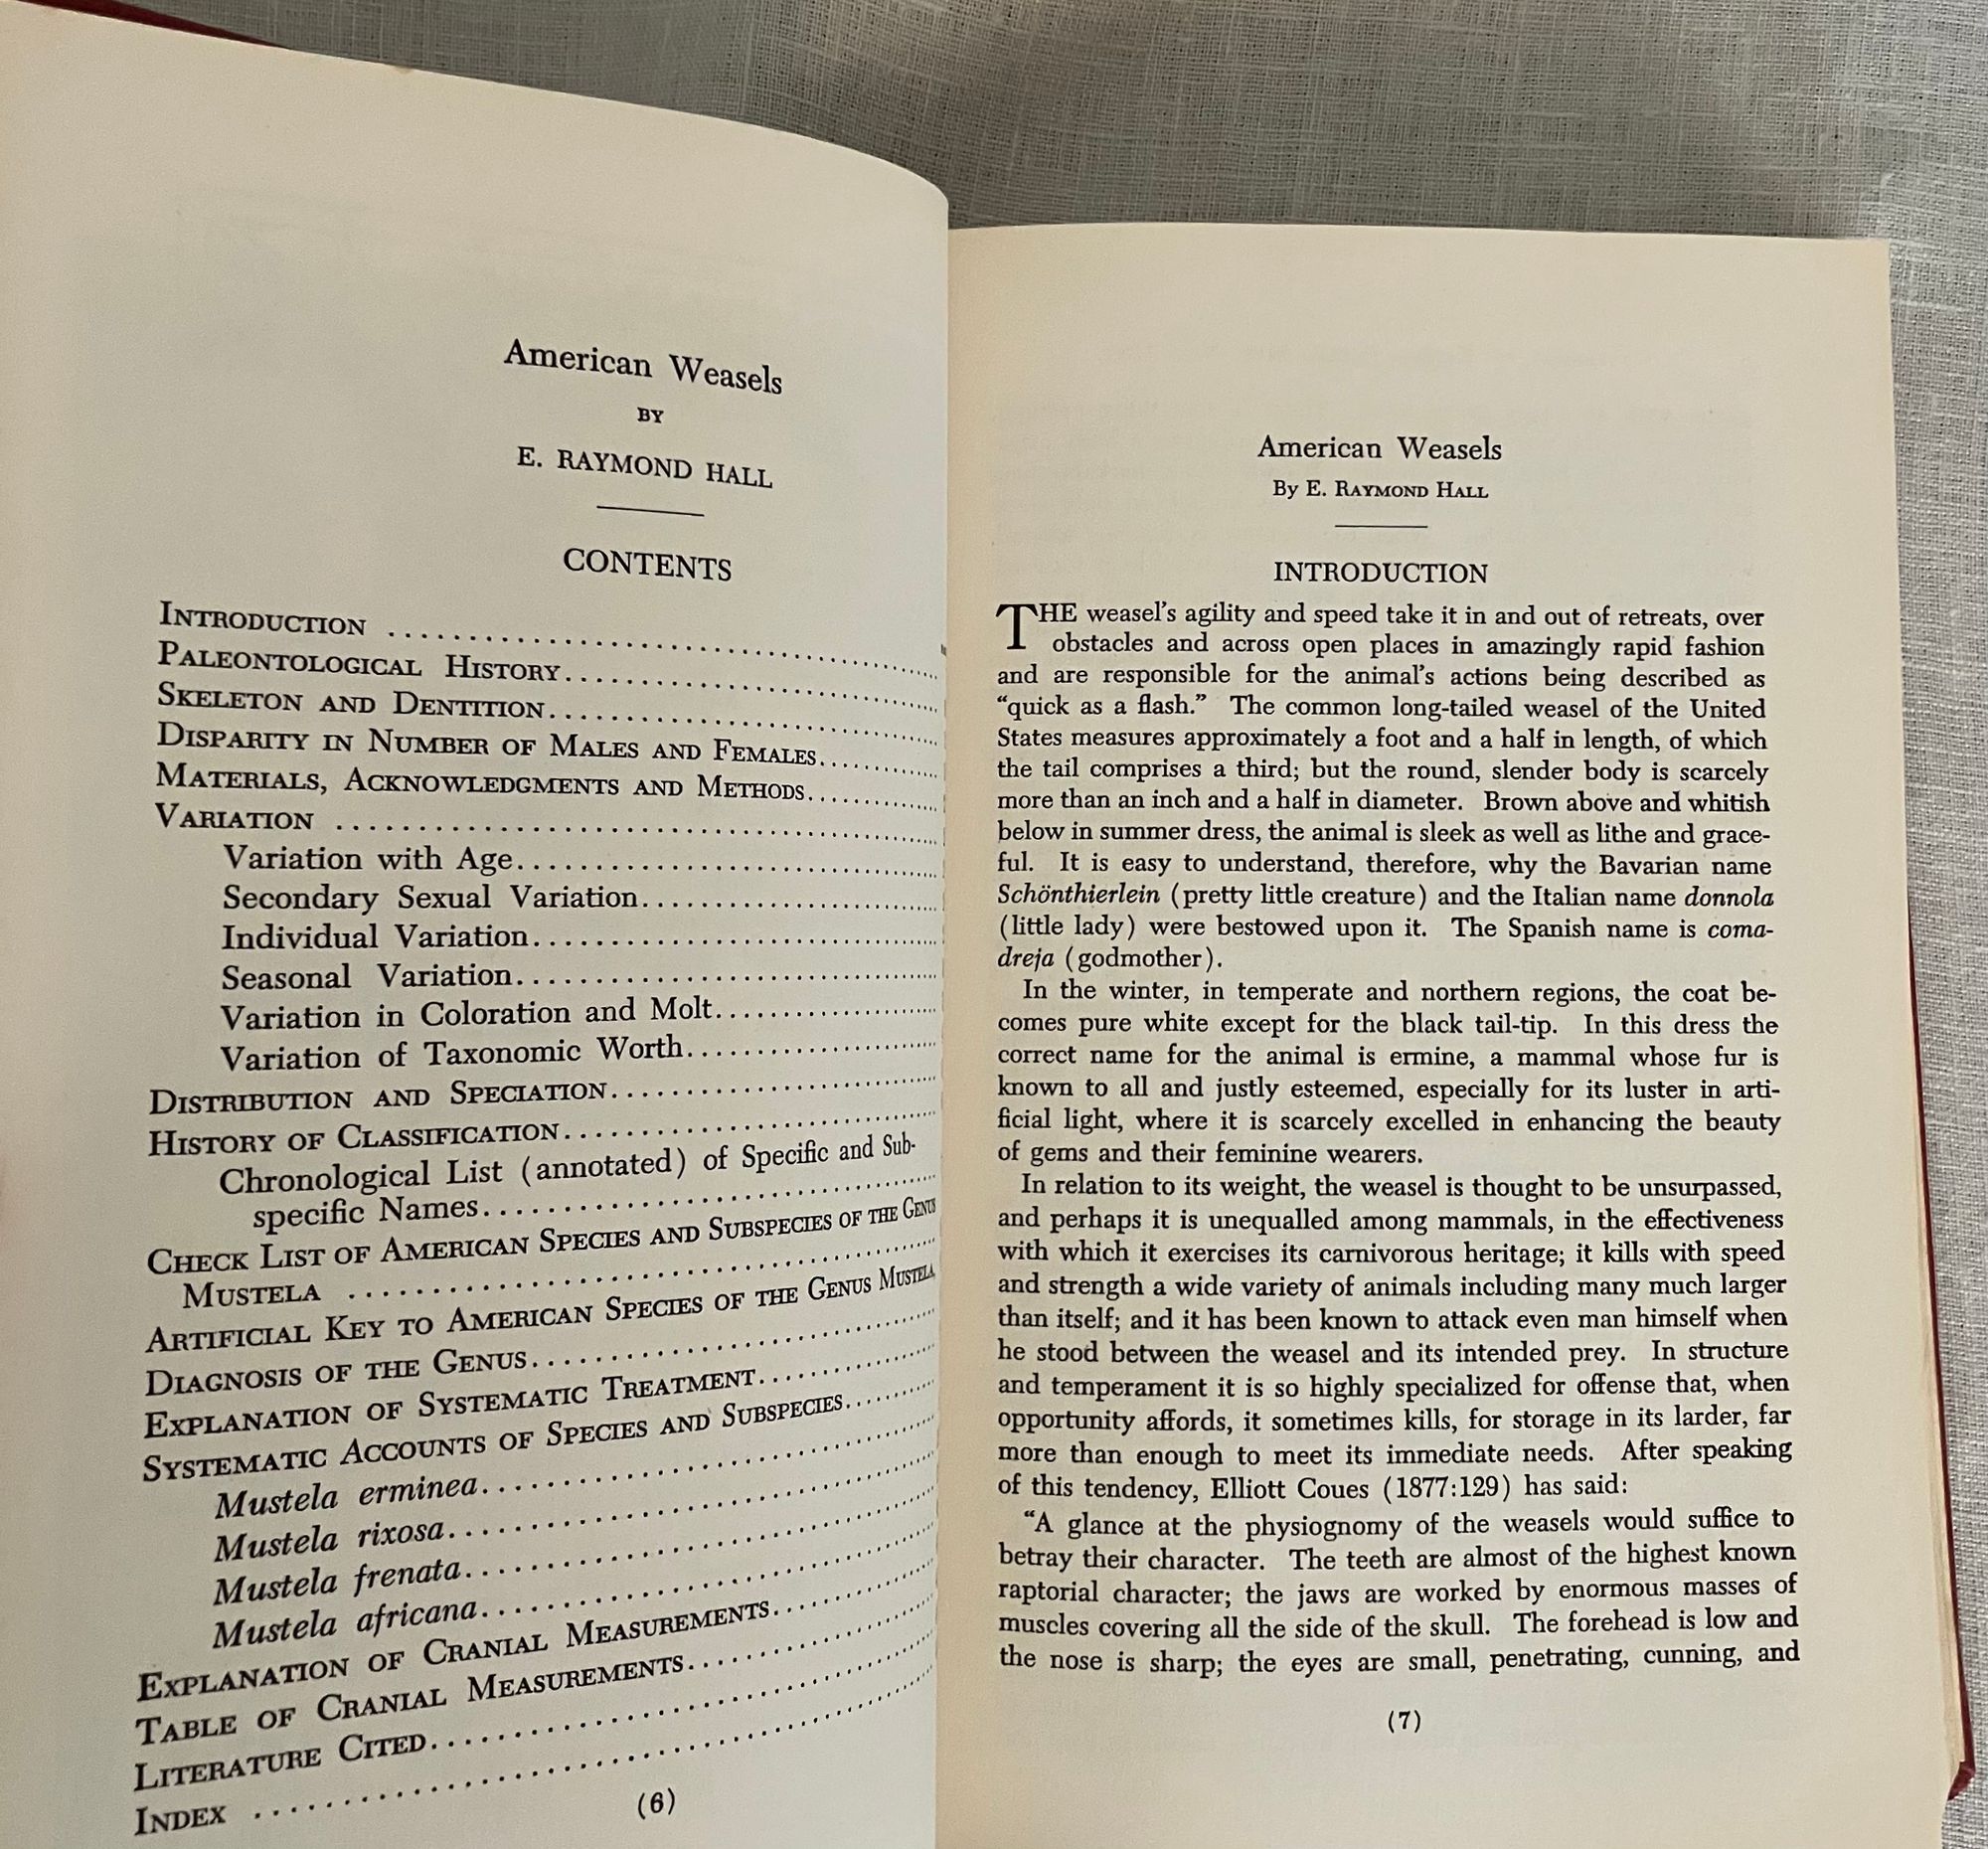 American Weasels
BY
E. RAYMOND HALL
CONTENTS
INTRODUCTION ........................................
PALEONTOLOGICAL HISTORY........................................
SKELETON AND DENTITION........................................
DISPARITY IN NUMBER OF MALES AND FEMALES....................
MATERIALS, ACKNOWLEDGMENTS AND METHODS....................
VARIATION ........................................
Variation with Age........................................
Secondary Sexual Variation..............................
Individual Variation........................................
Seasonal Variation........................................
Variation in Coloration and Molt....................
Variation of Taxonomic Worth....................
DISTRIBUTION AND SPECIATION..............................
HISTORY OF CLASSIFICATION..............................
Chronological List (annotated) of Specific and Sub-
specific Names........................................
CHECK LIST OF AMERICAN SPECIES AND SUBSPECIES OF THE GENUS
MUSTELA ........................................
ARTIFICIAL KEY TO AMERICAN SPECIES OF THE GENUS MUSTELA
DIAGNOSIS OF THE GENUS..............................
EXPLANATION OF SYSTEMATIC TREATMENT....................
SYSTEMATIC ACCOUNTS OF SPECIES AND SUBSPECIES..........
Mustela erminea........................................
Mustela rixosa........................................
Mustela frenata........................................
Mustela africana........................................
EXPLANATION OF CRANIAL MEASUREMENTS....................
TABLE OF CRANIAL MEASUREMENTS..............................
LITERATURE CITED........................................
INDEX ........................................
(6)
American Weasels
By E. RAYMOND HALL
INTRODUCTION
THE weasel's agility and speed take it in and out of retreats, over
obstacles and across open places in amazingly rapid fashion
and are responsible for the animal's actions being described as
“quick as a flash.” The common long-tailed weasel of the United
States measures approximately a foot and a half in length, of which
the tail comprises a third; but the round, slender body is scarcely
more than an inch and a half in diameter. Brown above and whitish
below in summer dress, the animal is sleek as well as lithe and grace-
ful. It is easy to understand, therefore, why the Bavarian name
Schönthierlein (pretty little creature) and the Italian name donnola
(little lady) were bestowed upon it. The Spanish name is coma-
dreja (godmother).
In the winter, in temperate and northern regions, the coat be-
comes pure white except for the black tail-tip. In this dress the
correct name for the animal is ermine, a mammal whose fur is
known to all and justly esteemed, especially for its luster in arti-
ficial light, where it is scarcely excelled in enhancing the beauty
of gems and their feminine wearers.
In relation to its weight, the weasel is thought to be unsurpassed,
and perhaps it is unequalled among mammals, in the effectiveness
with which it exercises its carnivorous heritage; it kills with speed
and strength a wide variety of animals including many much larger
than itself; and it has been known to attack even man himself when
he stood between the weasel and its intended prey. In structure
and temperament it is so highly specialized for offense that, when
opportunity affords, it sometimes kills, for storage in its larder, far
more than enough to meet its immediate needs. After speaking
of this tendency, Elliott Coues (1877:129) has said:
“A glance at the physiognomy of the weasels would suffice to
betray their character. The teeth are almost of the highest known
raptorial character; the jaws are worked by enormous masses of
muscles covering all the side of the skull. The forehead is low and
the nose is sharp; the eyes are small, penetrating, cunning, and
(7)